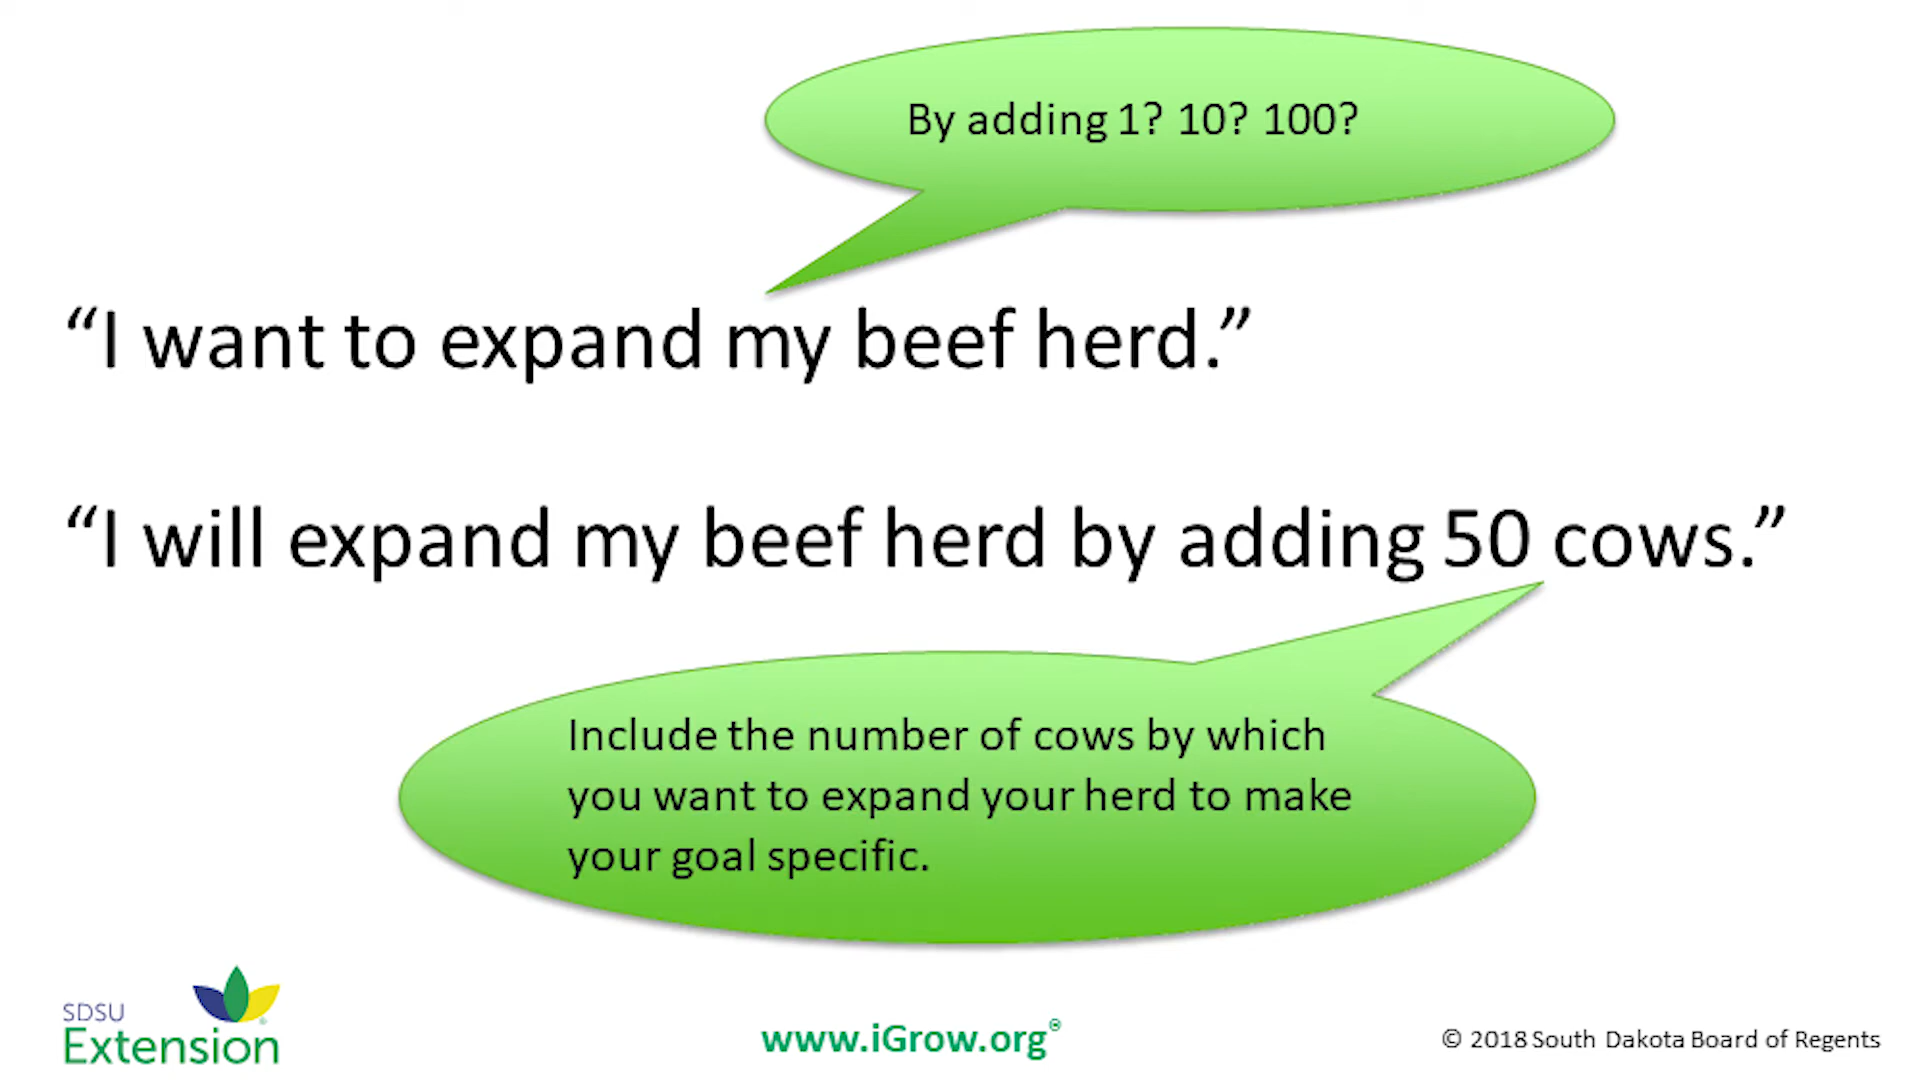 By adding 1? 10? 100?
“I want to expand my beef herd.”
“I will expand my beef herd by adding 50 cows.”
Include the number of cows by which
you want to expand your herd to make
your goal specific.
SDSU
Extension
www.iGrow.org®
© 2018 South Dakota Board of Regents